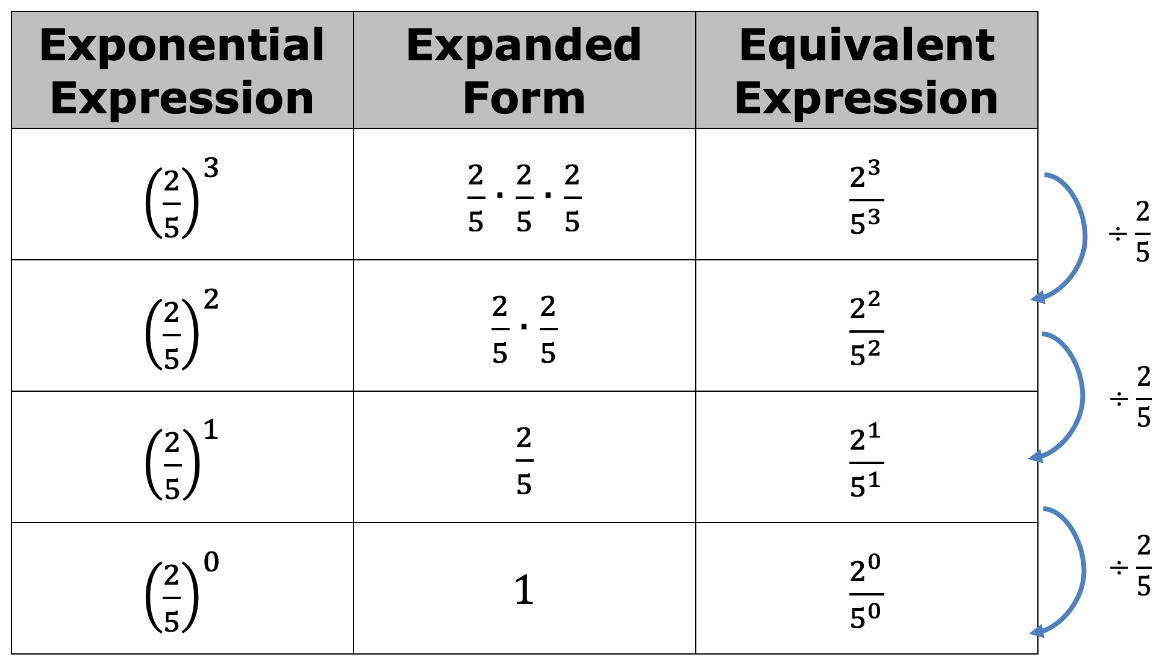 Exponential Expression | Expanded Form | Equivalent Expression
(2/5)^3 | 2/5 · 2/5 · 2/5 | 2^3/5^3
÷ 2/5
(2/5)^2 | 2/5 · 2/5 | 2^2/5^2
÷ 2/5
(2/5)^1 | 2/5 | 2^1/5^1
÷ 2/5
(2/5)^0 | 1 | 2^0/5^0